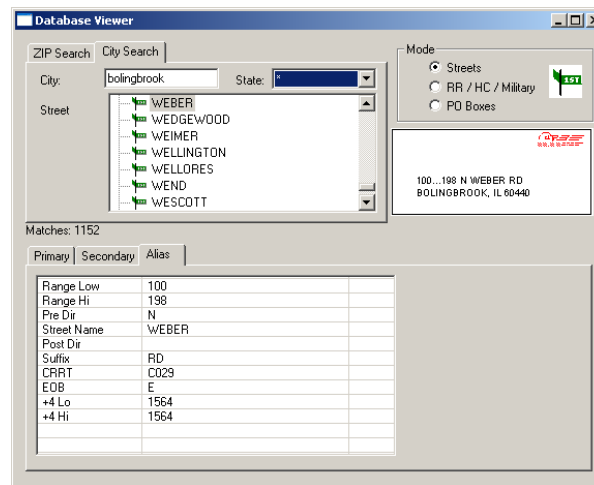 Database Viewer
ZIP Search City Search
City: bolingbrook State: *
Street
WEBER
WEDGEWOOD
WEIMER
WELLINGTON
WELLORES
WEND
WESCOTT
Mode
Streets
RR / HC / Military
PO Boxes
1ST
100...198 N WEBER RD
BOLINGBROOK, IL 60440
Matches: 1152
Primary Secondary Alias
Range Low 100
Range Hi 198
Pre Dir N
Street Name WEBER
Post Dir
Suffix RD
CRRT C029
EOB E
+4 Lo 1564
+4 Hi 1564